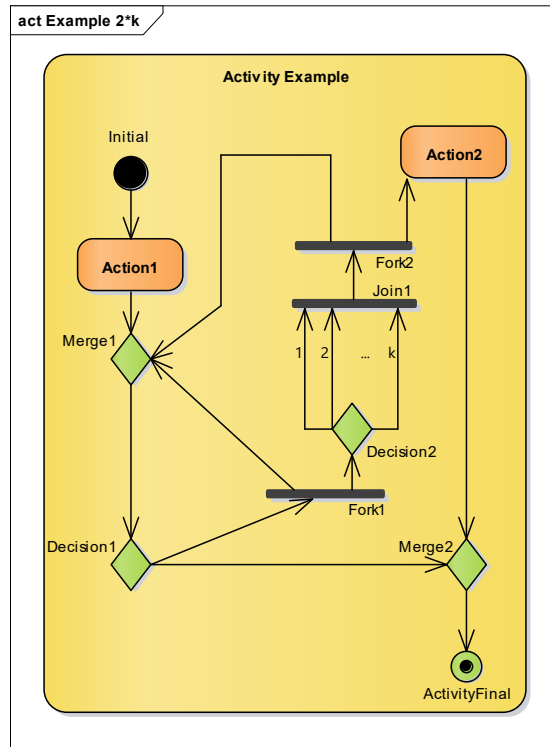 act Example 2*k
Activity Example
Initial
Action2
Action1
Fork2
Join1
Merge1
1 2 ... k
Decision2
Fork1
Decision1
Merge2
ActivityFinal